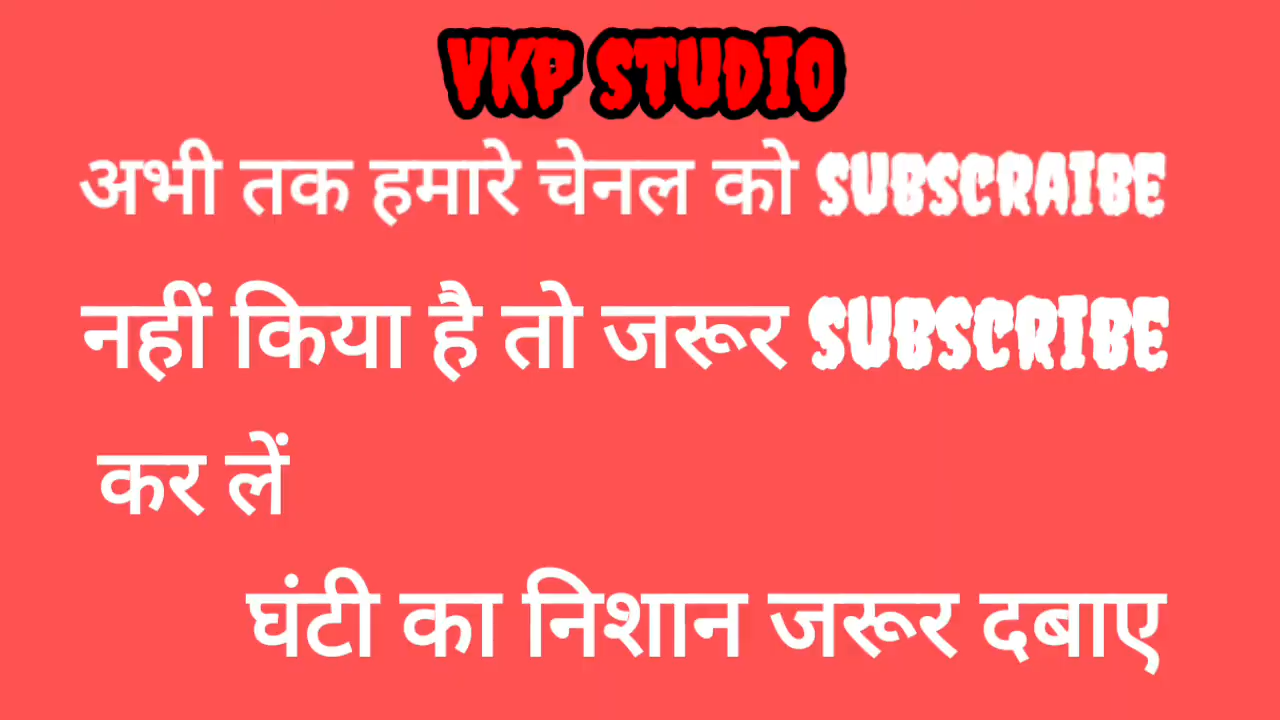 VKP STUDIO
अभी तक हमारे चेनल को SUBSCRAIBE
नहीं किया है तो जरूर SUBSCRIBE
कर लें
घंटी का निशान जरूर दबाए